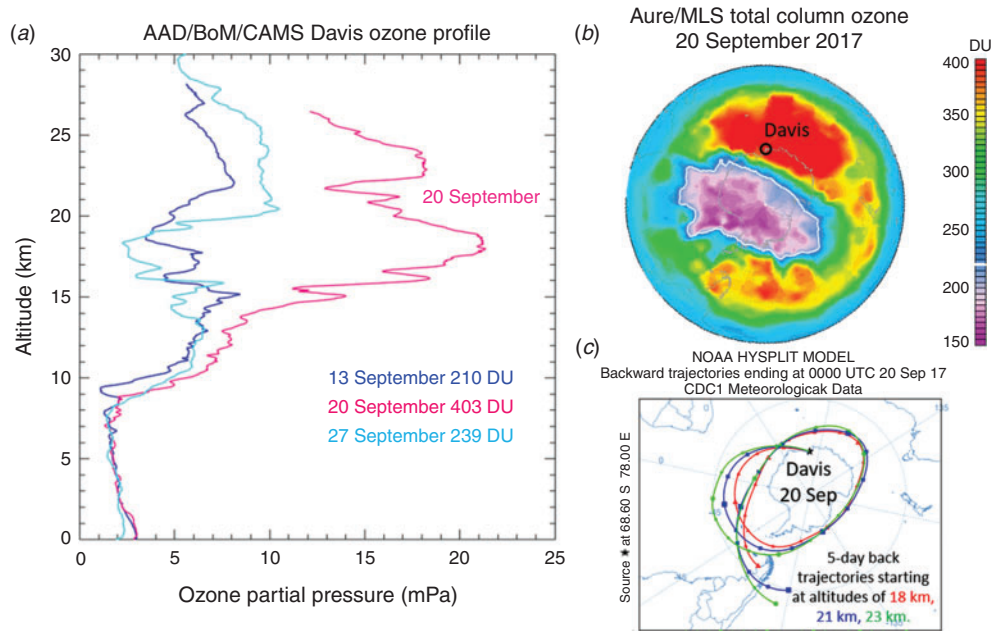 (a)
AAD/BoM/CAMS Davis ozone profile
30
25
20
15
10
5
0
Altitude (km)
20 September
13 September 210 DU
20 September 403 DU
27 September 239 DU
0
5
10
15
20
25
Ozone partial pressure (mPa)
(b)
Aure/MLS total column ozone
20 September 2017
DU
400
350
300
250
200
150
Davis
(c)
NOAA HYSPLIT MODEL
Backward trajectories ending at 0000 UTC 20 Sep 17
CDC1 Meteorologicak Data
Source ★ at 68.60 S 78.00 E
0
0
Davis
20 Sep
5-day back
trajectories starting
at altitudes of 18 km,
21 km, 23 km.